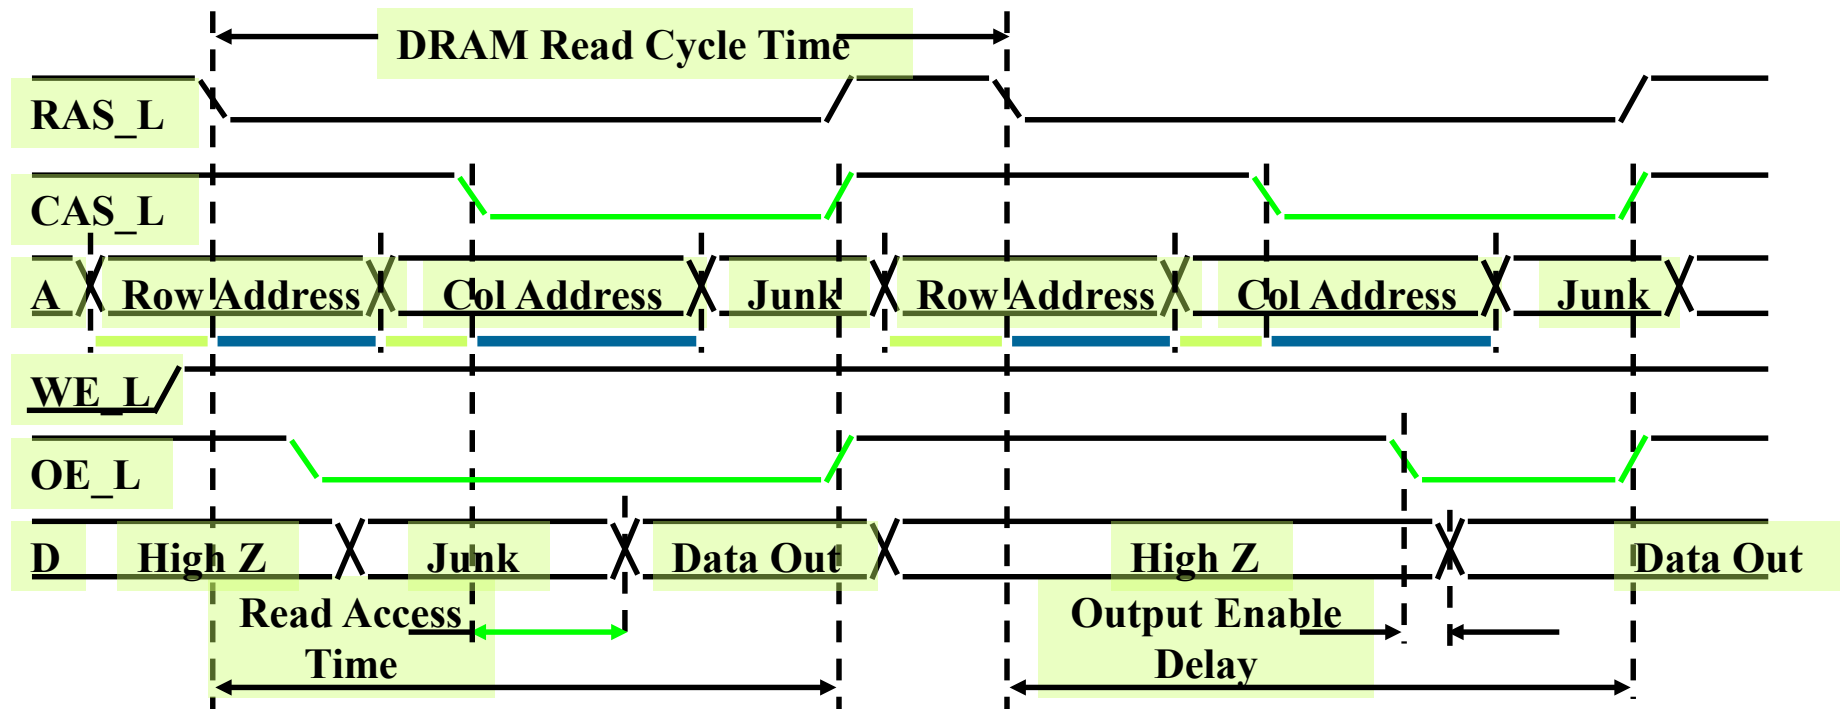 DRAM Read Cycle Time
RAS_L
CAS_L
A Row Address Col Address Junk Row Address Col Address Junk
WE_L
OE_L
D High Z Junk Data Out High Z Data Out
Read Access
Time
Output Enable
Delay